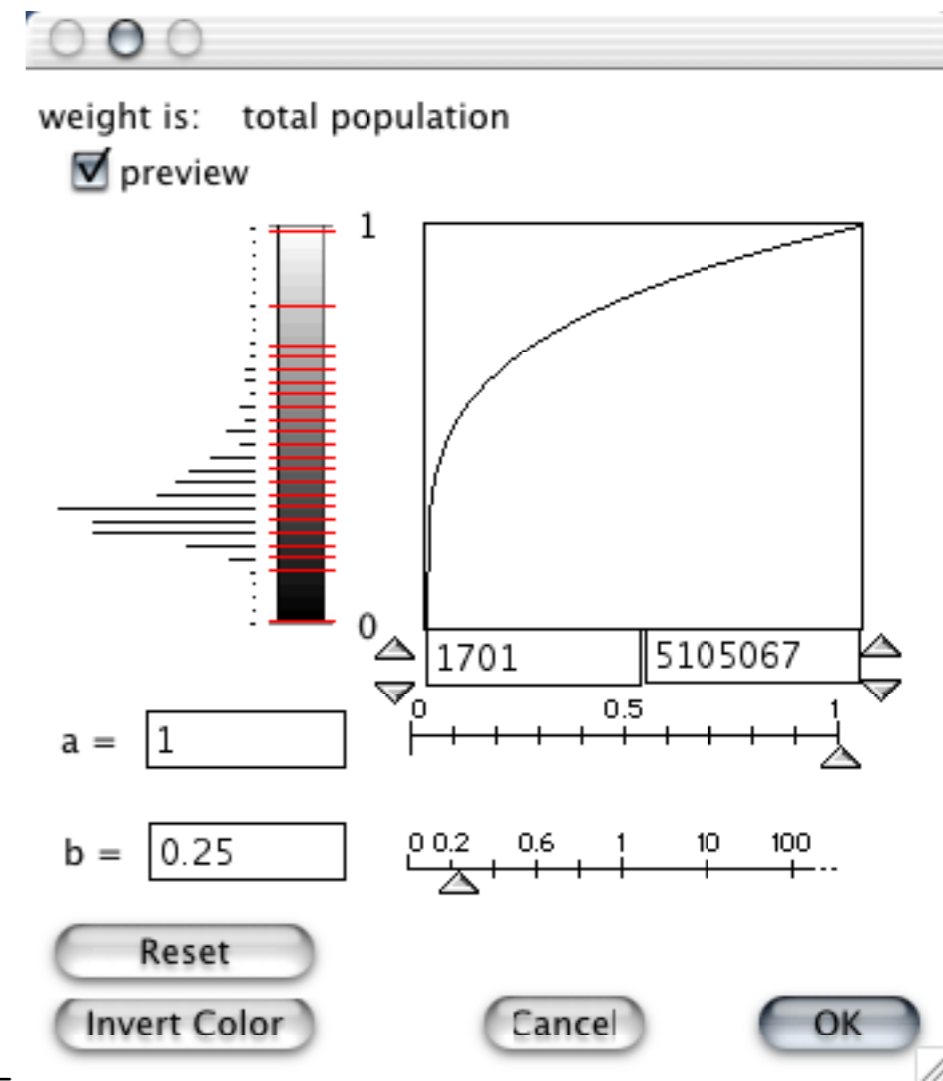 weight is: total population
preview
1
0
1701 5105067
0 0.5 1
a = 1
0 0.2 0.6 1 10 100
b = 0.25
Reset
Invert Color Cancel OK